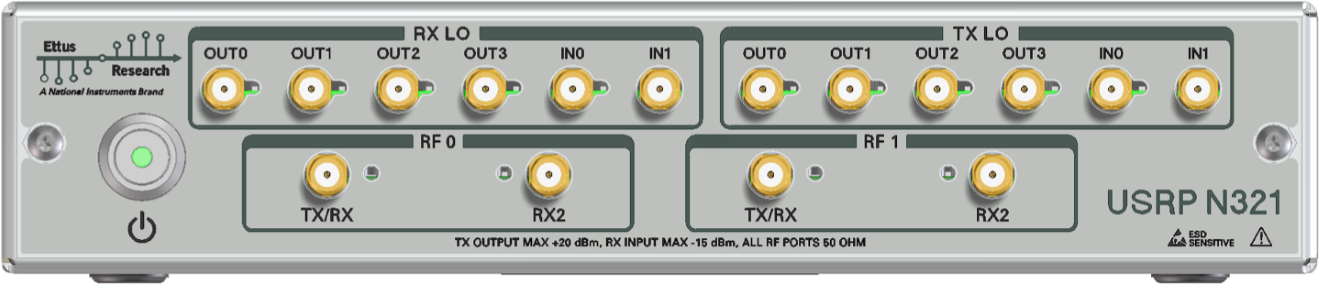 Ettus
Research
A National Instruments Brand
RX LO
OUT0 OUT1 OUT2 OUT3 IN0 IN1
TX LO
OUT0 OUT1 OUT2 OUT3 IN0 IN1
RF 0
TX/RX RX2
RF 1
TX/RX RX2
USRP N321
TX OUTPUT MAX +20 dBm, RX INPUT MAX -15 dBm, ALL RF PORTS 50 OHM
ESD
SENSITIVE